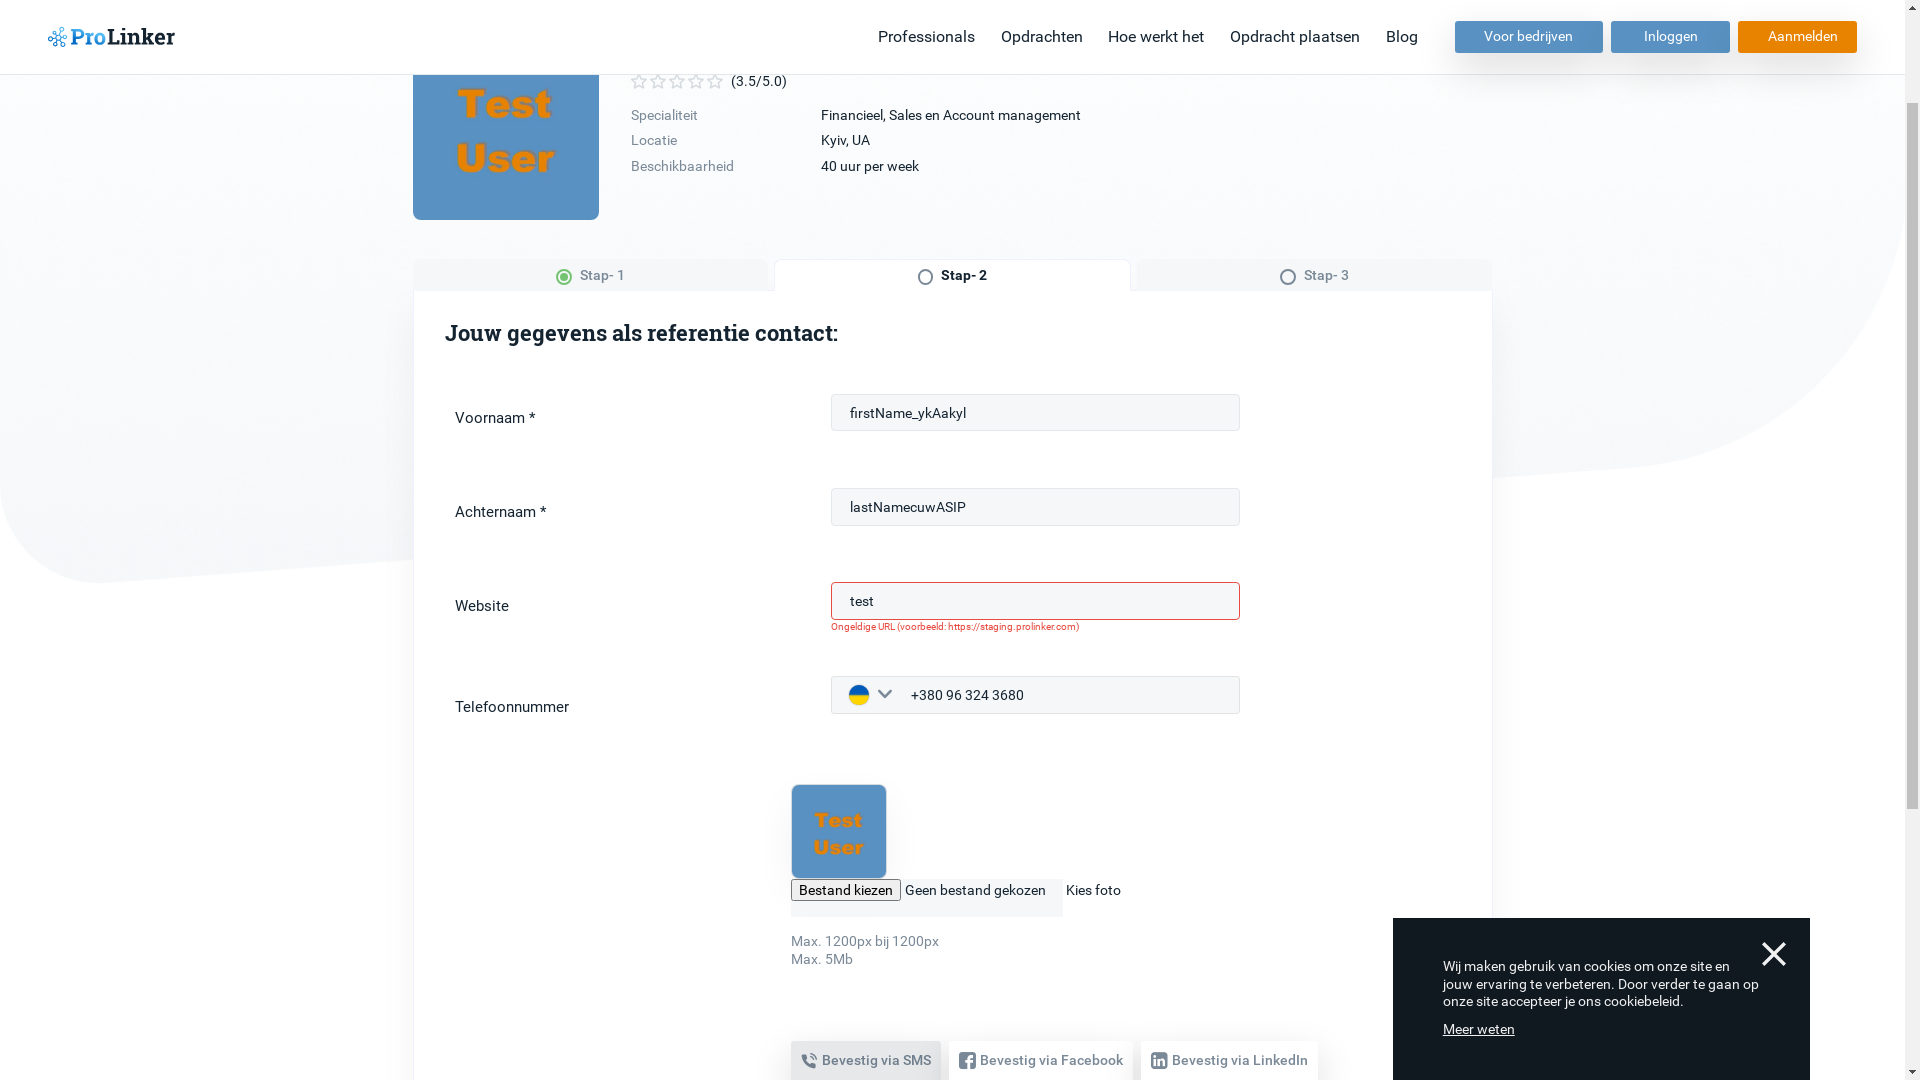 ProLinker
Professionals Opdrachten Hoe werkt het Opdracht plaatsen Blog Voor bedrijven Inloggen Aanmelden
Test
User
(3.5/5.0)
Specialiteit Financieel, Sales en Account management
Locatie Kyiv, UA
Beschikbaarheid 40 uur per week
Stap- 1 Stap- 2 Stap- 3
Jouw gegevens als referentie contact:
Voornaam * firstName_ykAakyl
Achternaam * lastNamecuwASIP
Website test
Ongeldige URL (voorbeeld: https://staging.prolinker.com)
Telefoonnummer +380 96 324 3680
Test
User
Bestand kiezen Geen bestand gekozen Kies foto
Max. 1200px bij 1200px
Max. 5Mb
Wij maken gebruik van cookies om onze site en
jouw ervaring te verbeteren. Door verder te gaan op
onze site accepteer je ons cookiebeleid.
Meer weten
Bevestig via SMS Bevestig via Facebook Bevestig via LinkedIn